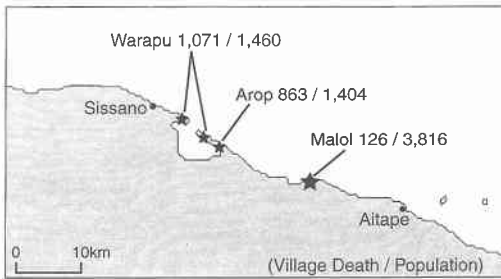 Warapu 1,071 / 1,460
Sissano
Arop 863 / 1,404
Malol 126 / 3,816
Aitape
0 10km
(Village Death / Population)